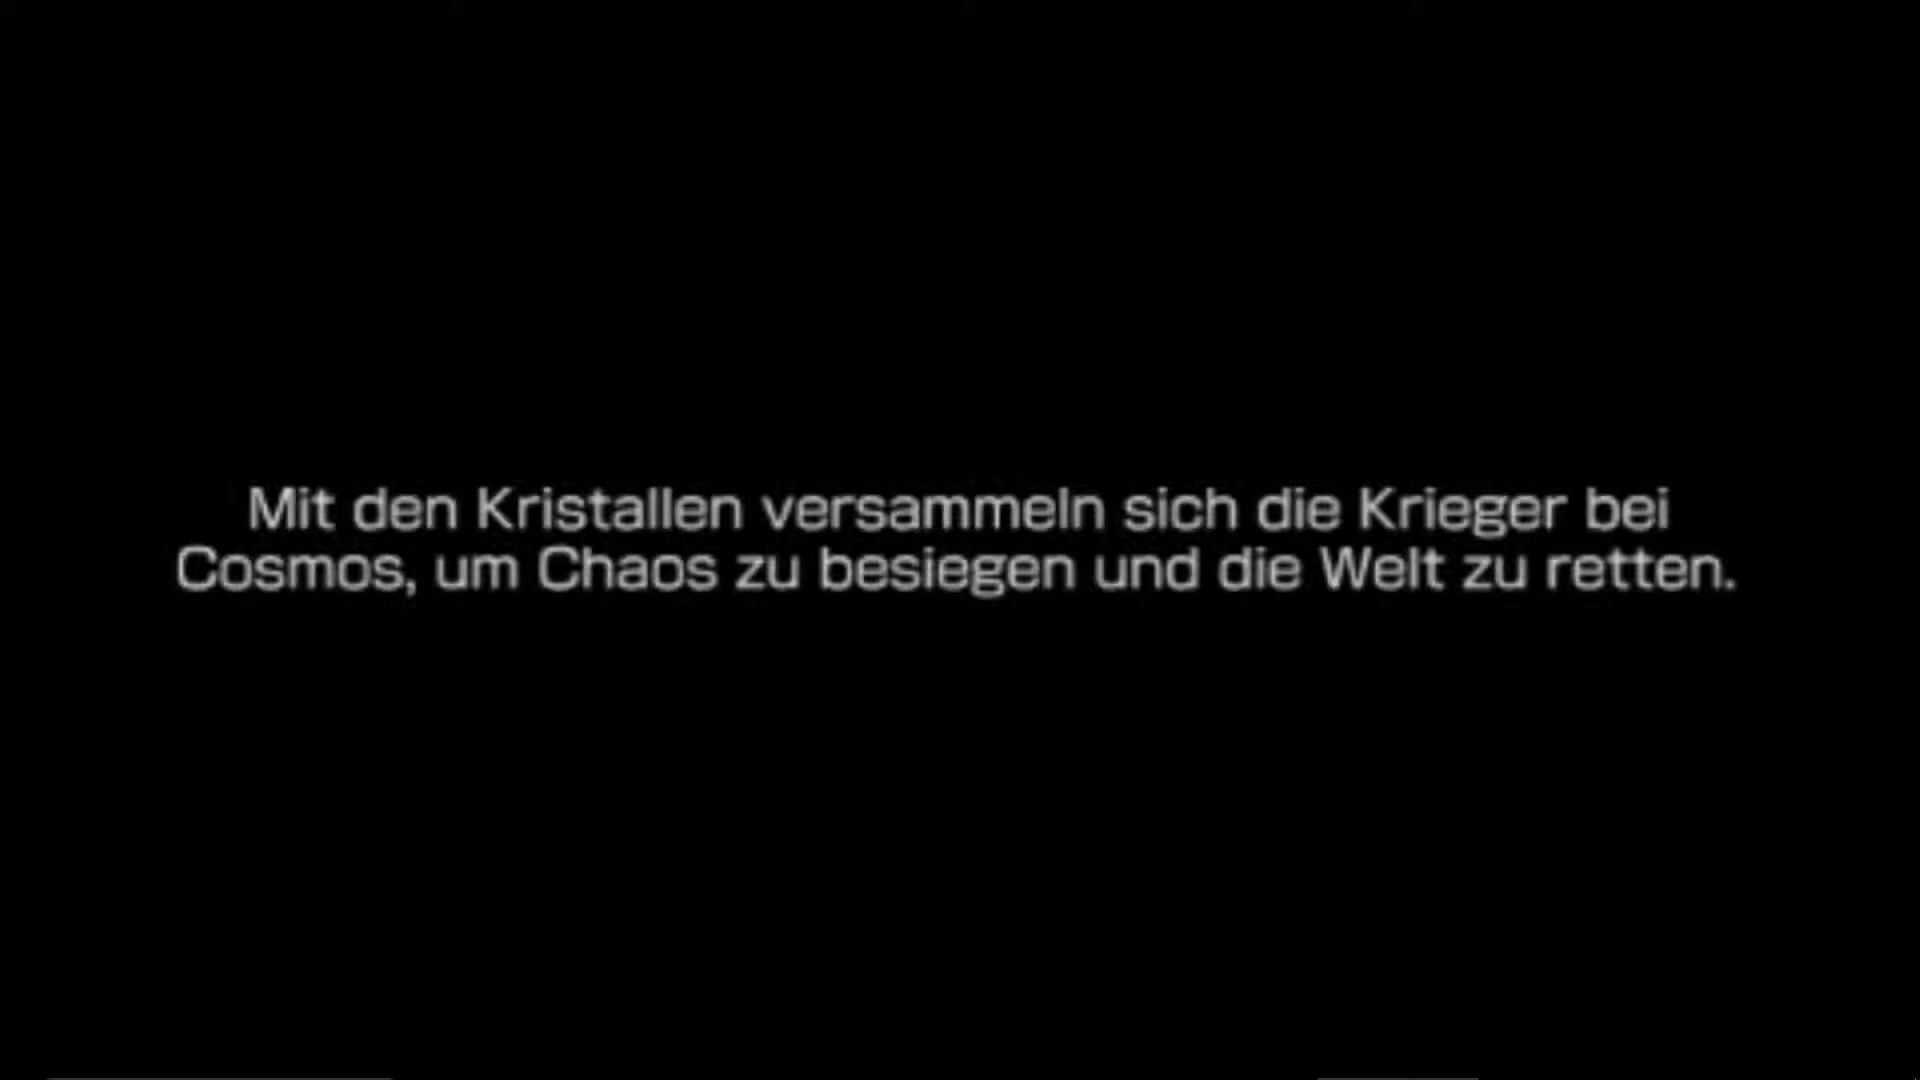 Mit den Kristallen versammeln sich die Krieger bei
Cosmos, um Chaos zu besiegen und die Welt zu retten.